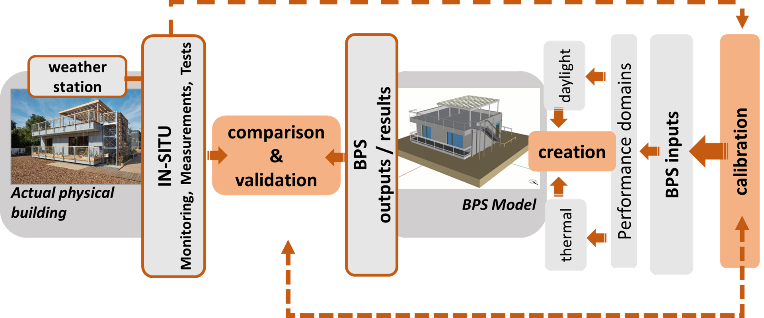 weather
station
Actual physical
building
IN-SITU
Monitoring, Measurements, Tests
comparison
&
validation
BPS
outputs / results
BPS Model
creation
daylight
thermal
Performance domains
BPS inputs
calibration